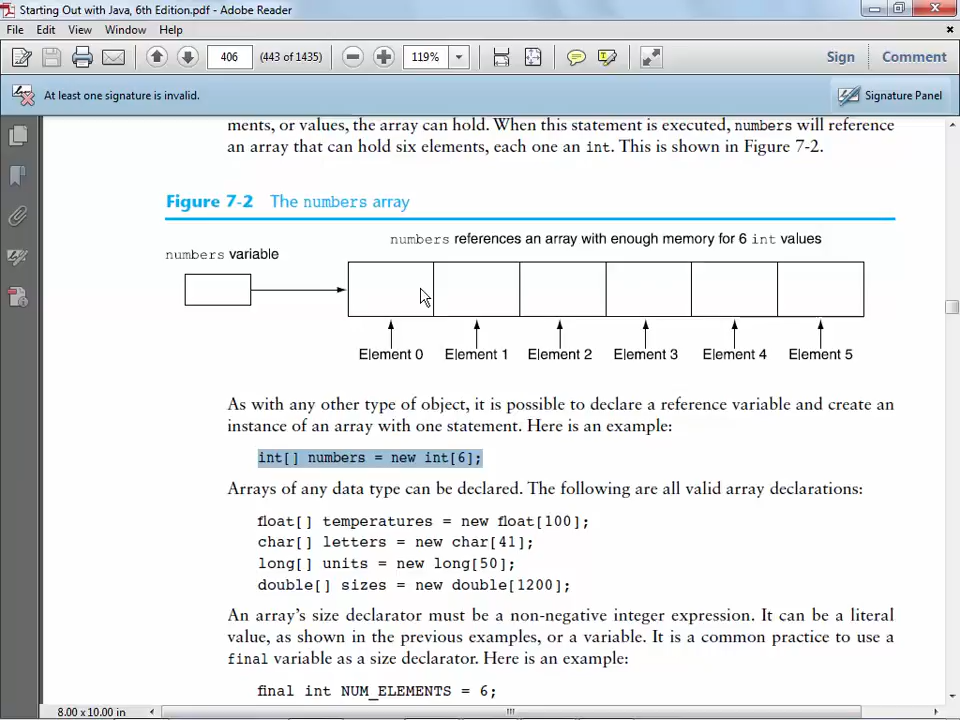 Starting Out with Java, 6th Edition.pdf - Adobe Reader
File Edit View Window Help
406 (443 of 1435) 119% Sign Comment
At least one signature is invalid. Signature Panel
ments, or values, the array can hold. When this statement is executed, numbers will reference
an array that can hold six elements, each one an int. This is shown in Figure 7-2.
Figure 7-2 The numbers array
numbers references an array with enough memory for 6 int values
numbers variable
Element 0 Element 1 Element 2 Element 3 Element 4 Element 5
As with any other type of object, it is possible to declare a reference variable and create an
instance of an array with one statement. Here is an example:
int[] numbers = new int[6];
Arrays of any data type can be declared. The following are all valid array declarations:
float[] temperatures = new float[100];
char[] letters = new char[41];
long[] units = new long[50];
double[] sizes = new double[1200];
An array's size declarator must be a non-negative integer expression. It can be a literal
value, as shown in the previous examples, or a variable. It is a common practice to use a
final variable as a size declarator. Here is an example:
final int NUM_ELEMENTS = 6;
8.00 x 10.00 in